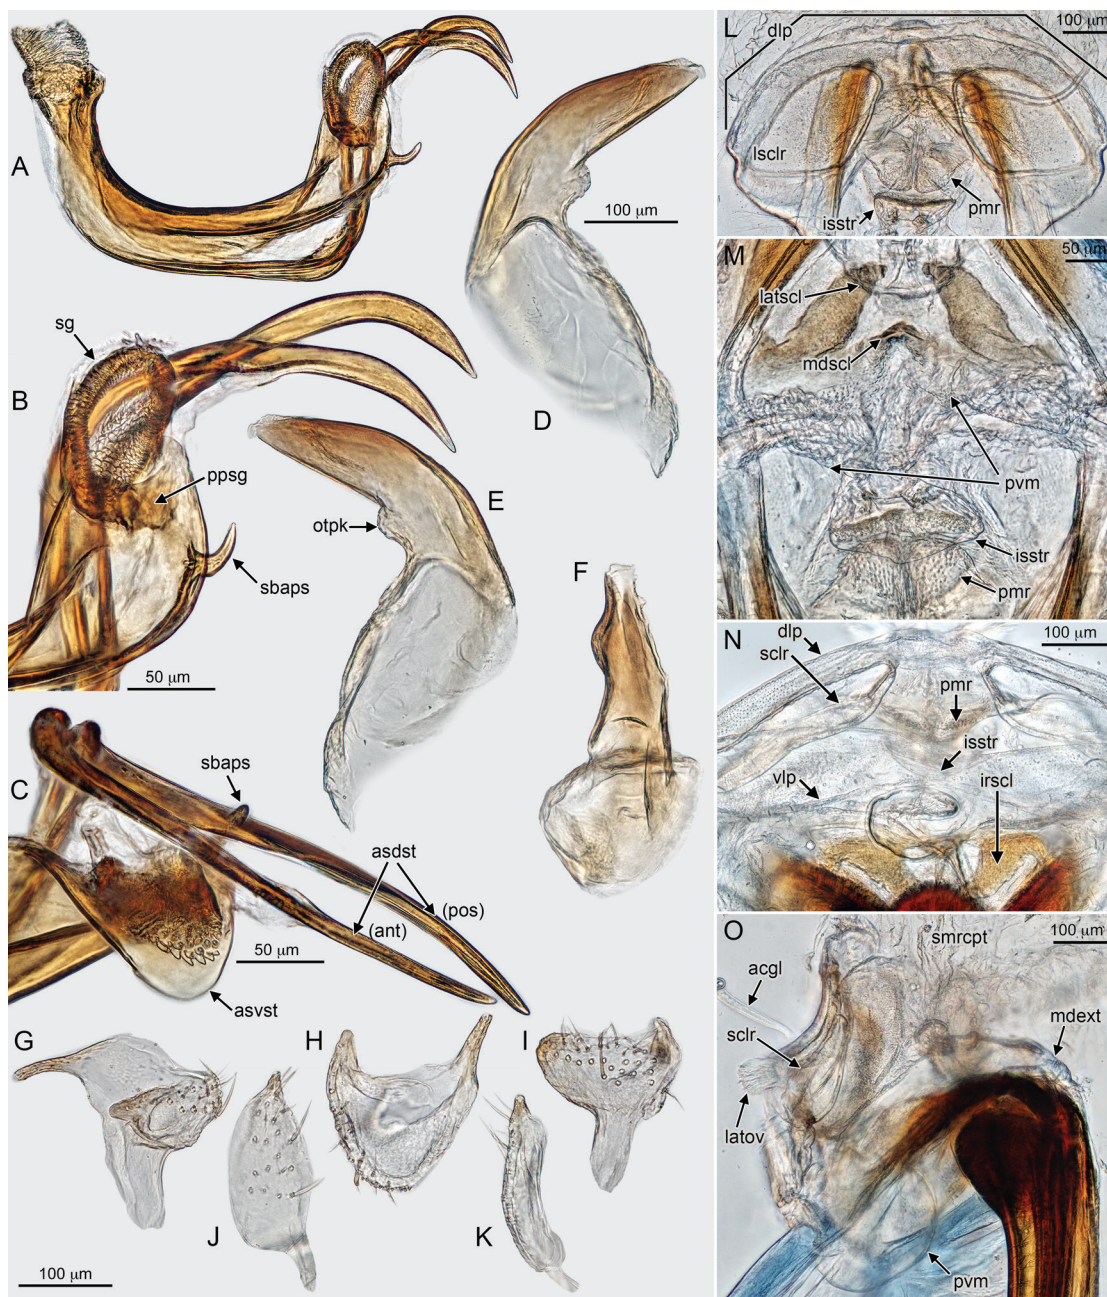 A
100 µm
D
sg
B
ppsg
sbaps
50 µm
E
otpk
F
C
sbaps
asdst
(pos)
(ant)
50 µm
asvst
G
H
I
J
K
100 µm
L
dlp
100 µm
lsclr
isstr
pmr
M
50 µm
latscl
mdscl
pvm
isstr
pmr
N
dlp
sclr
100 µm
pmr
isstr
vlp
irscl
O
smrcpt
100 µm
acgl
sclr
mdext
latov
pvm